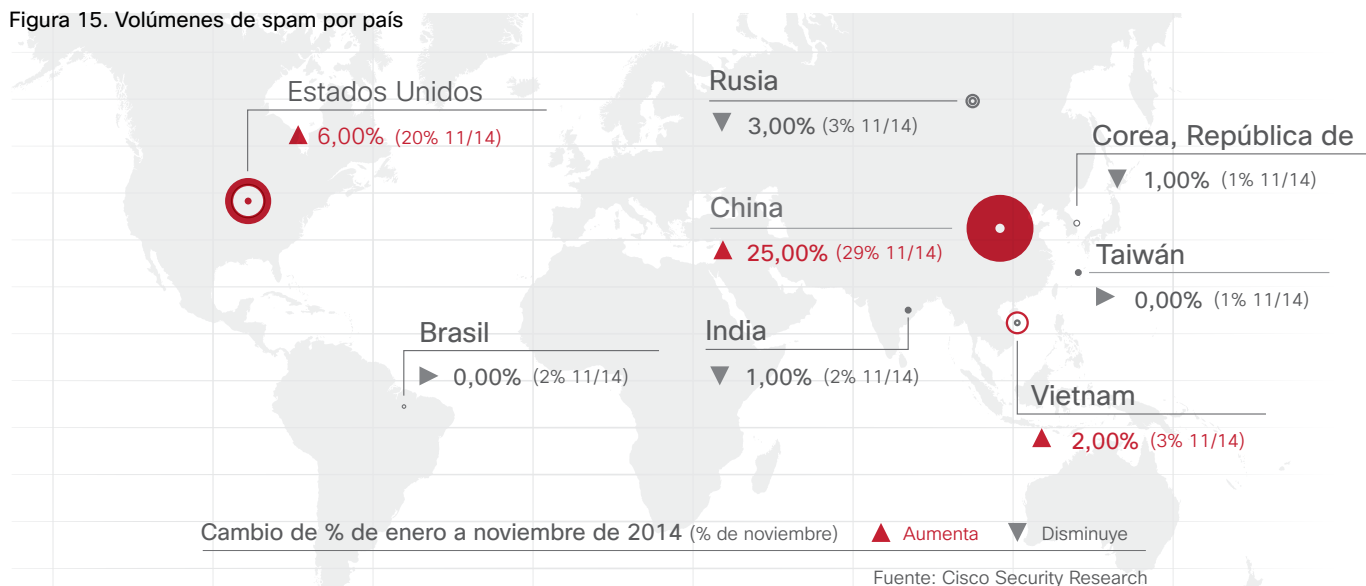 Figura 15. Volúmenes de spam por país
Estados Unidos
6,00% (20% 11/14)
Rusia
3,00% (3% 11/14)
Corea, República de
1,00% (1% 11/14)
China
25,00% (29% 11/14)
Taiwán
0,00% (1% 11/14)
Brasil
0,00% (2% 11/14)
India
1,00% (2% 11/14)
Vietnam
2,00% (3% 11/14)
Cambio de % de enero a noviembre de 2014 (% de noviembre) Aumenta Disminuye
Fuente: Cisco Security Research